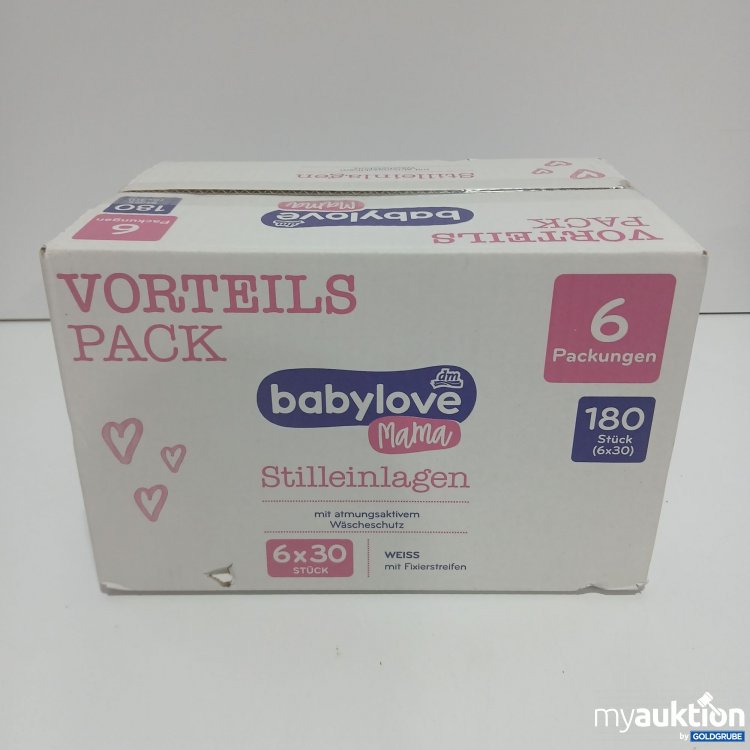 Stilleinlagen
VORTEILS
PACK
dm
babylove
Mama
180
6
Packungen
VORTEILS
PACK
6
Packungen
dm
babylove
Mama
180
Stück
(6x30)
Stilleinlagen
mit atmungsaktivem
Wäscheschutz
6x30
STÜCK
WEISS
mit Fixierstreifen
myauktion
by GOLDGRUBE